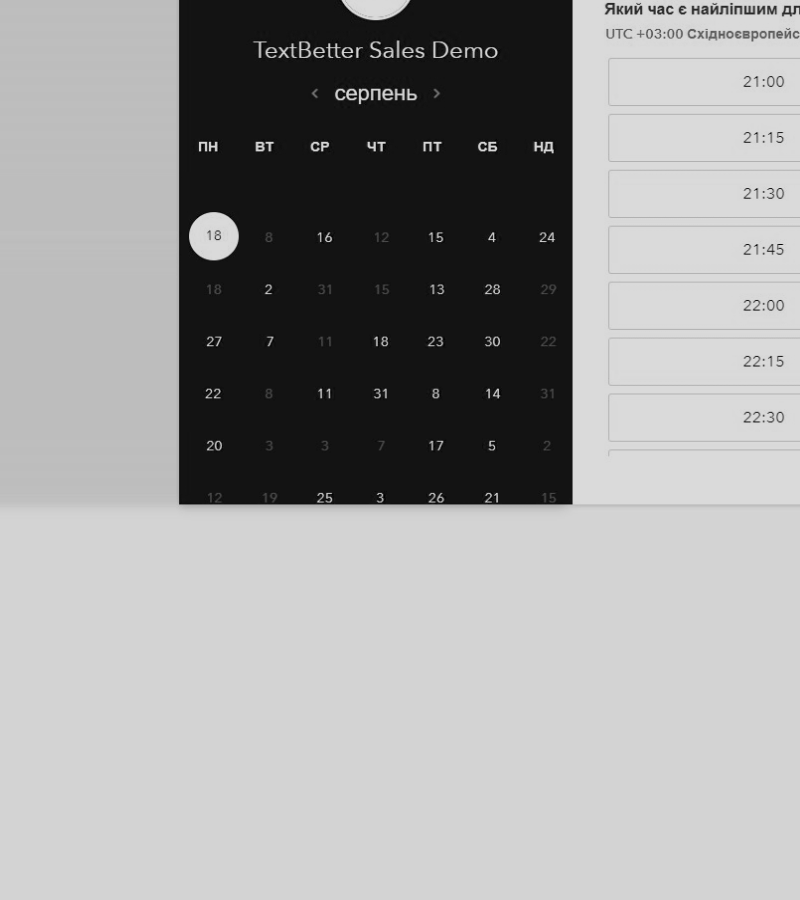 TextBetter Sales Demo
серпень
ПН ВТ СР ЧТ ПТ СБ НД
18 8 16 12 15 4 24
18 2 31 15 13 28 29
27 7 11 18 23 30 22
22 8 11 31 8 14 31
20 3 3 7 17 5 2
12 19 25 3 26 21 15
Який час є найліпшим дл
UTC +03:00 Східноєвропейс
21:00
21:15
21:30
21:45
22:00
22:15
22:30